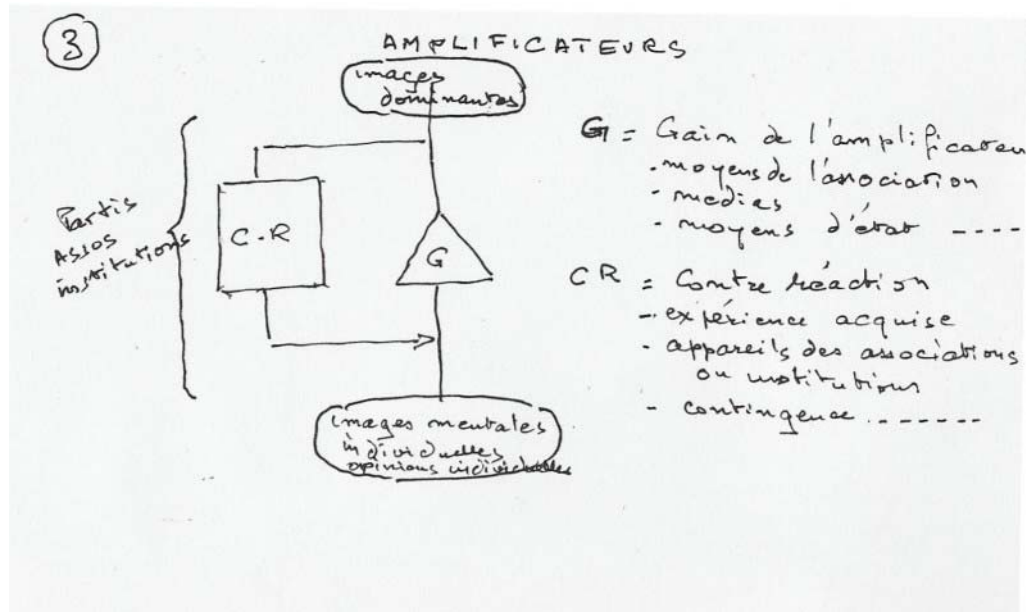 3
AMPLIFICATEURS
images
dominantes
Partis
Assos
institutions
C-R
G
images mentales
individuelles
opinions individuelles
G = Gain de l'amplificateu
- moyens de l'association
- medias
- moyens d'état ----
CR = Contre réaction
- expérience acquise
- appareils des associations
ou institutions
- contingence .------